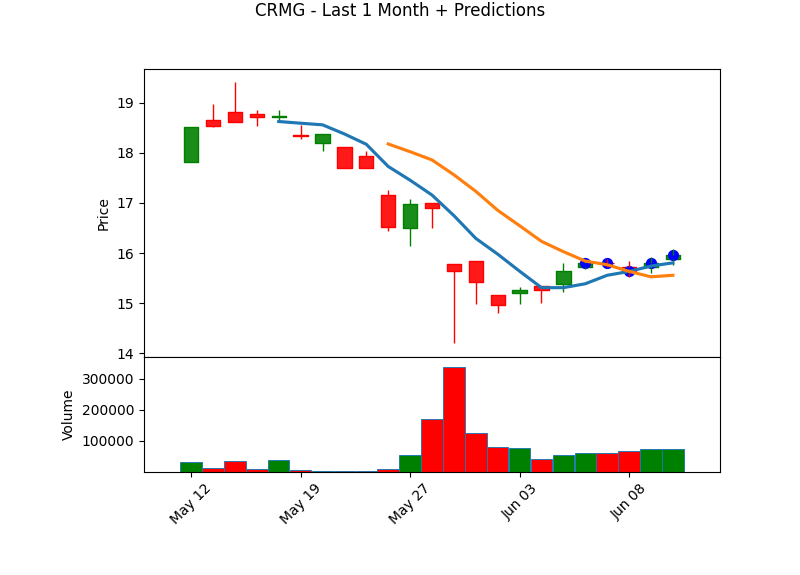 CRMG - Last 1 Month + Predictions
19
18
17
16
15
14
Price
300000
200000
100000
Volume
May 12
May 19
May 27
Jun 03
Jun 08